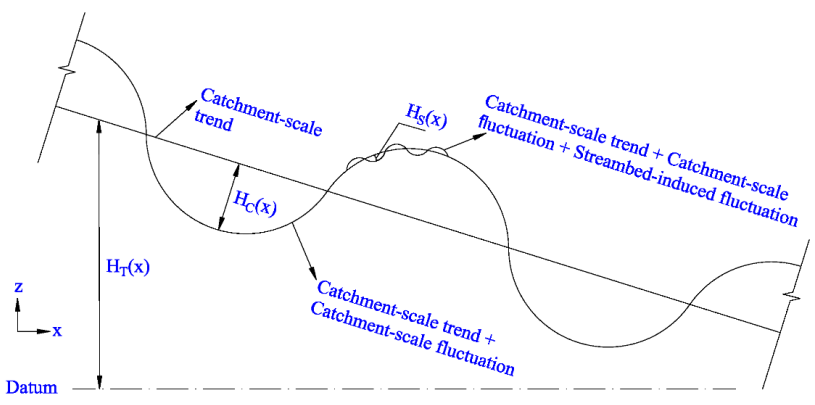 Catchment-scale
trend
H_S(x)
Catchment-scale trend + Catchment-scale
fluctuation + Streambed-induced fluctuation
H_C(x)
H_T(x)
z
x
Catchment-scale trend +
Catchment-scale fluctuation
Datum